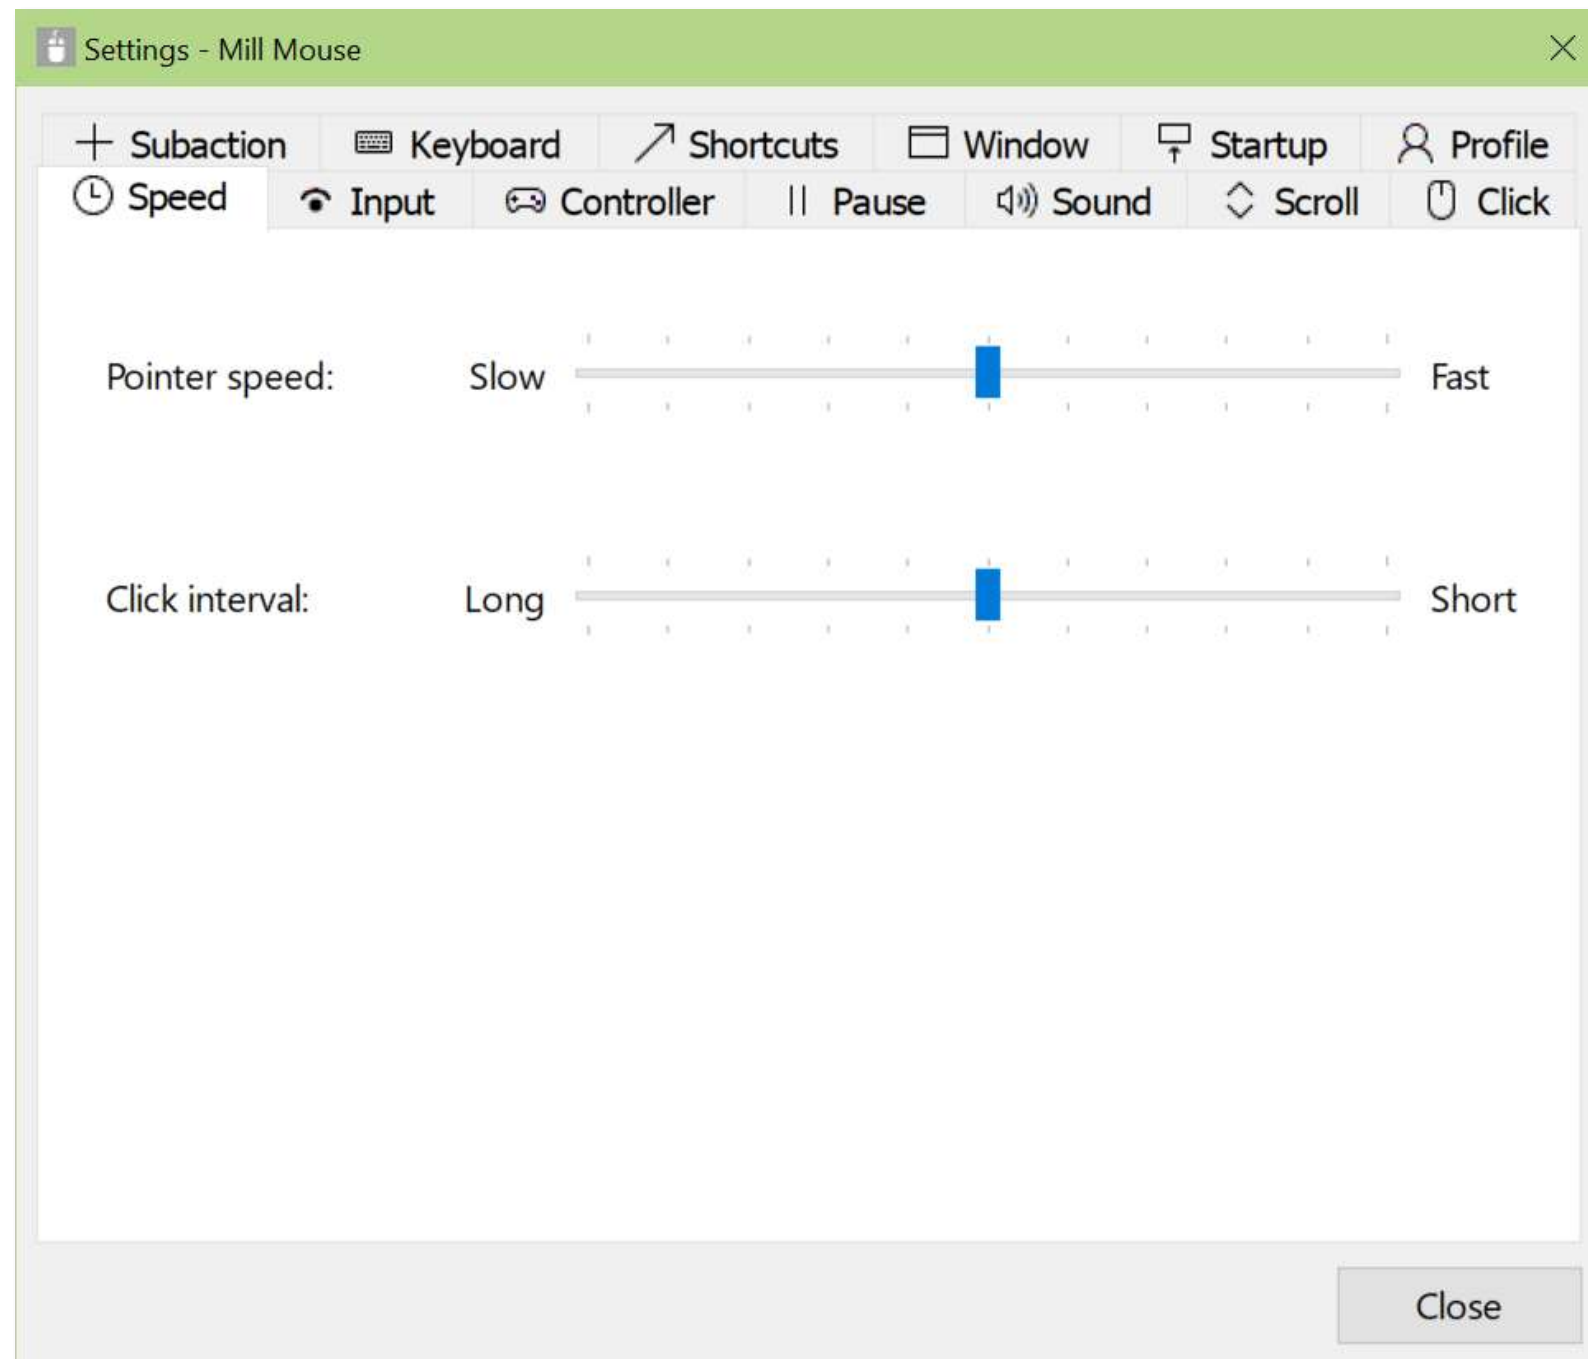 Settings - Mill Mouse
Subaction Keyboard Shortcuts Window Startup Profile
Speed Input Controller Pause Sound Scroll Click
Pointer speed: Slow Fast
Click interval: Long Short
Close